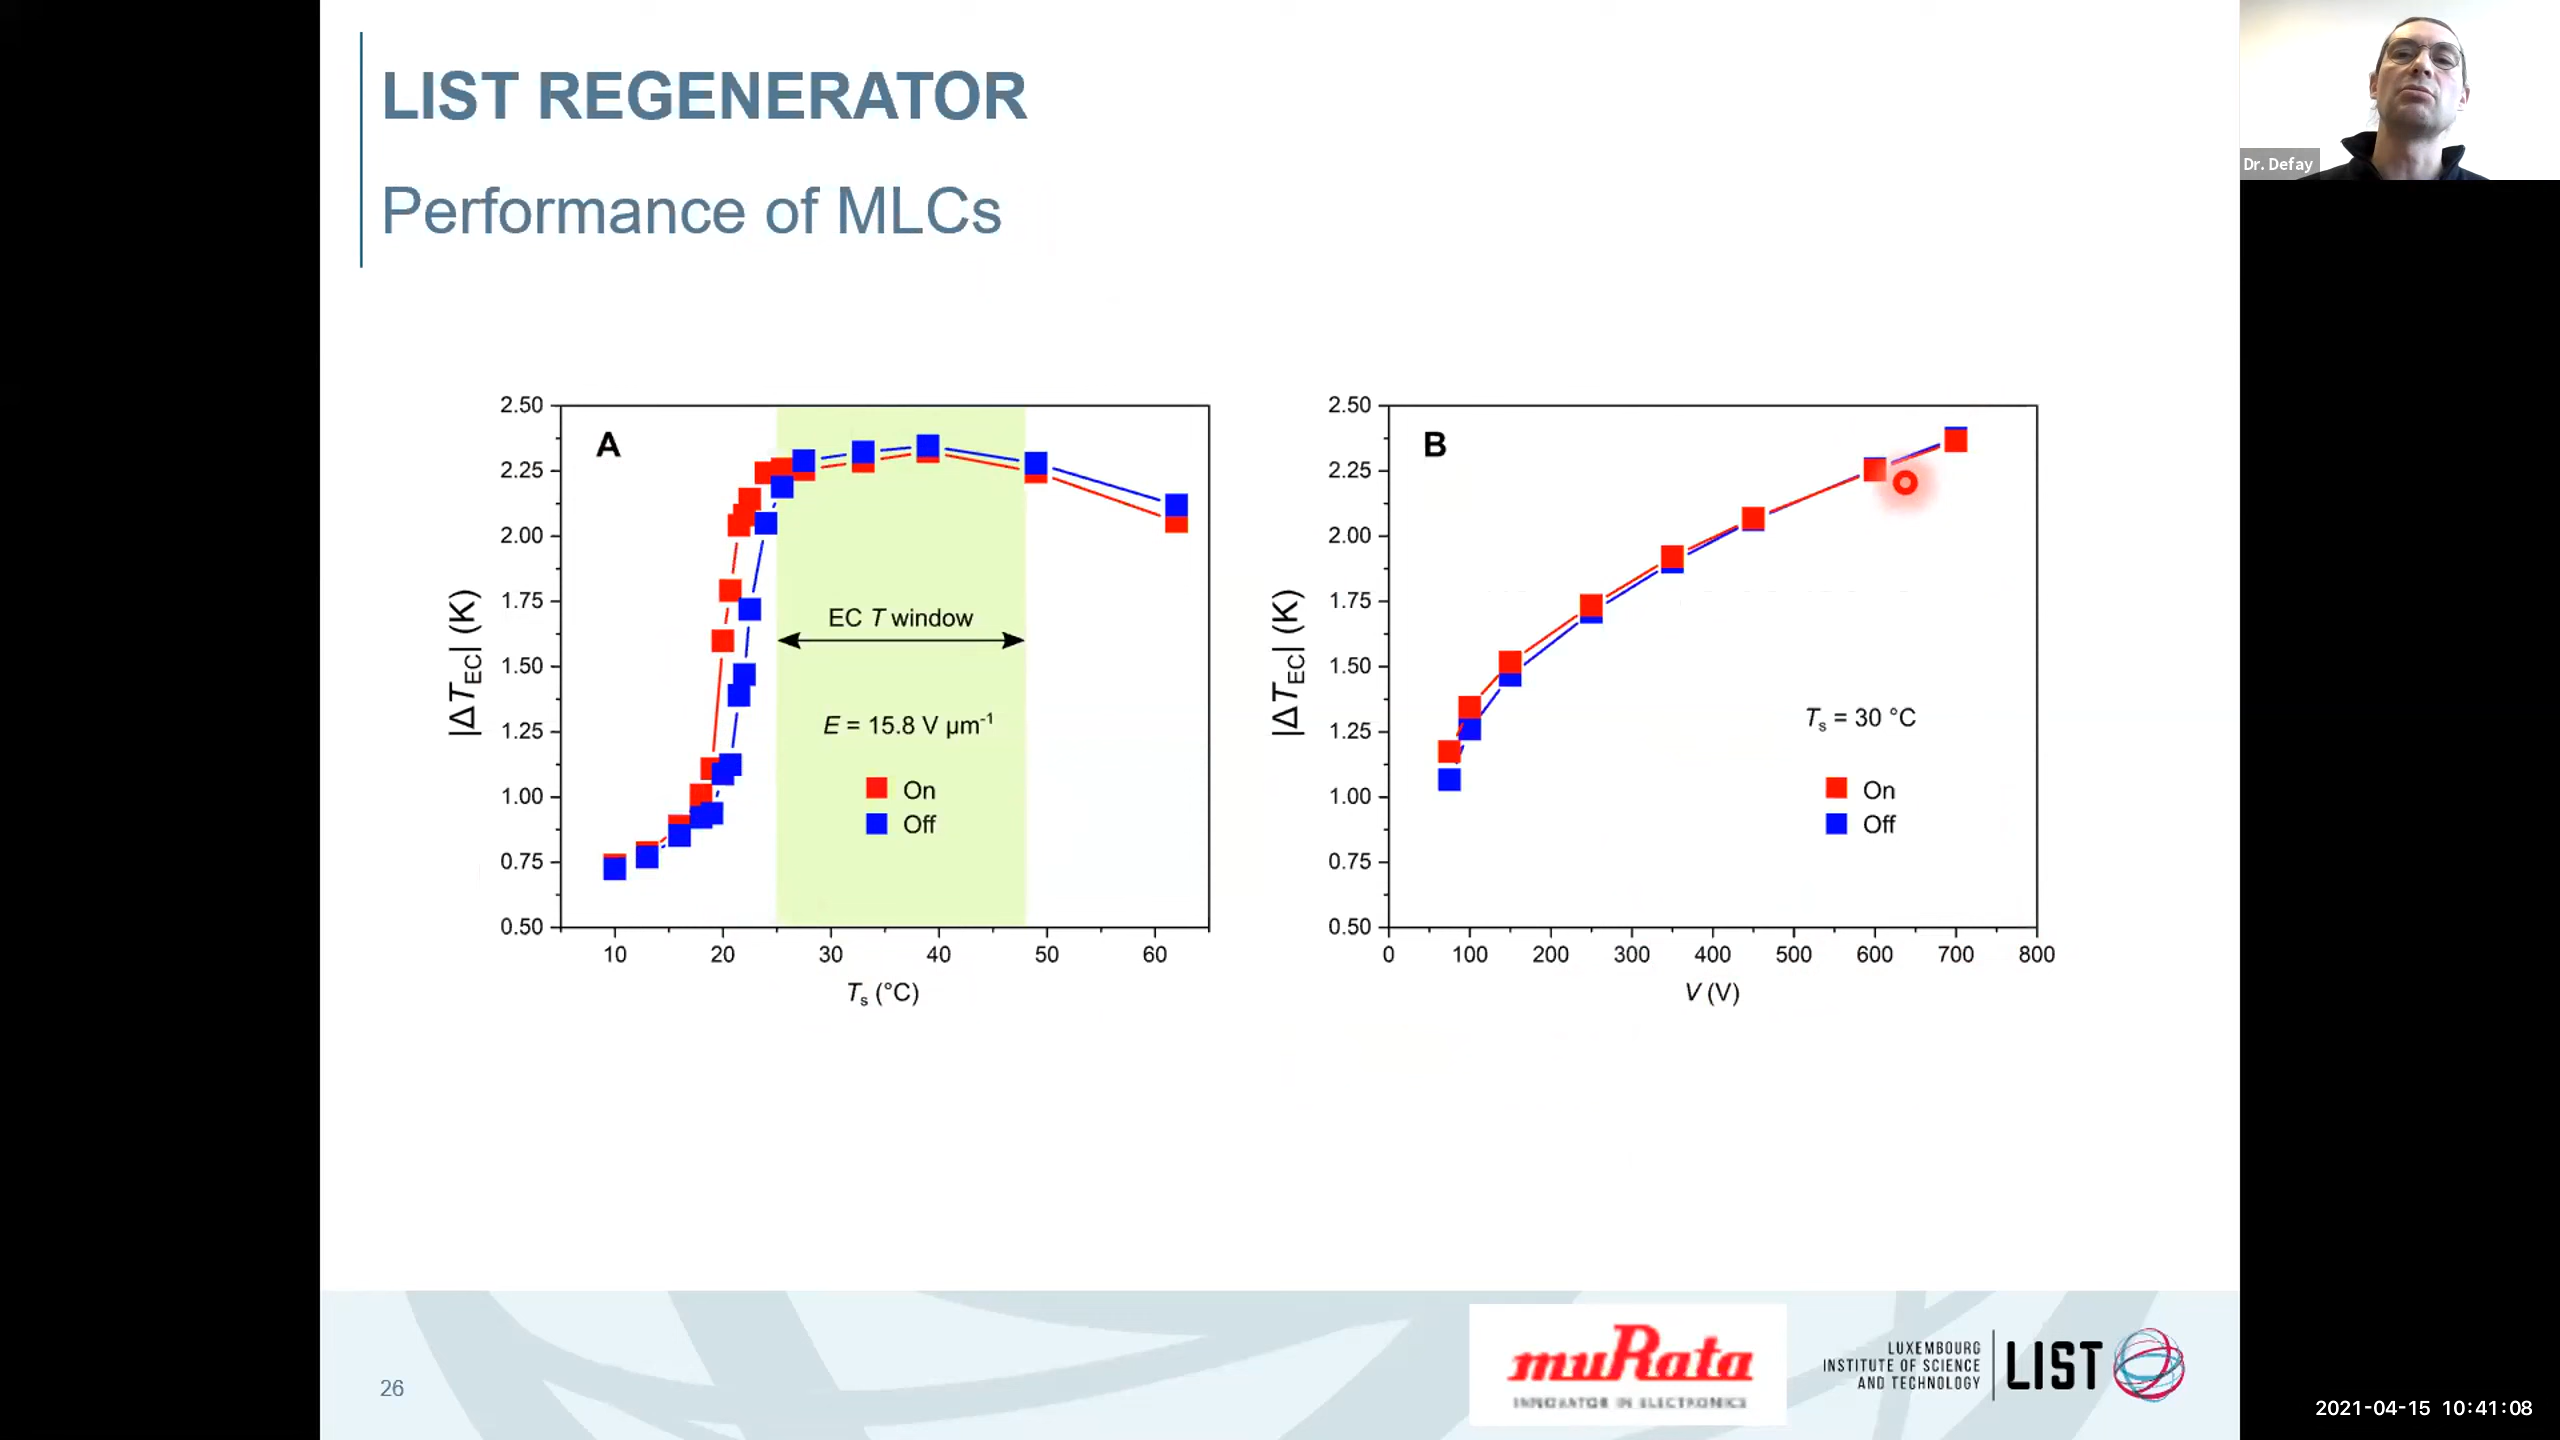 LIST REGENERATOR
Performance of MLCs
Dr. Defay
2.50
2.25
2.00
1.75
1.50
1.25
1.00
0.75
0.50
|ΔT_EC| (K)
A
EC T window
E = 15.8 V µm⁻¹
On
Off
10 20 30 40 50 60
Tₛ (°C)
2.50
2.25
2.00
1.75
1.50
1.25
1.00
0.75
0.50
|ΔT_EC| (K)
B
Tₛ = 30 °C
On
Off
0 100 200 300 400 500 600 700 800
V (V)
26
muRata
INNOVATOR IN ELECTRONICS
LUXEMBOURG
INSTITUTE OF SCIENCE
AND TECHNOLOGY
LIST
2021-04-15 10:41:08